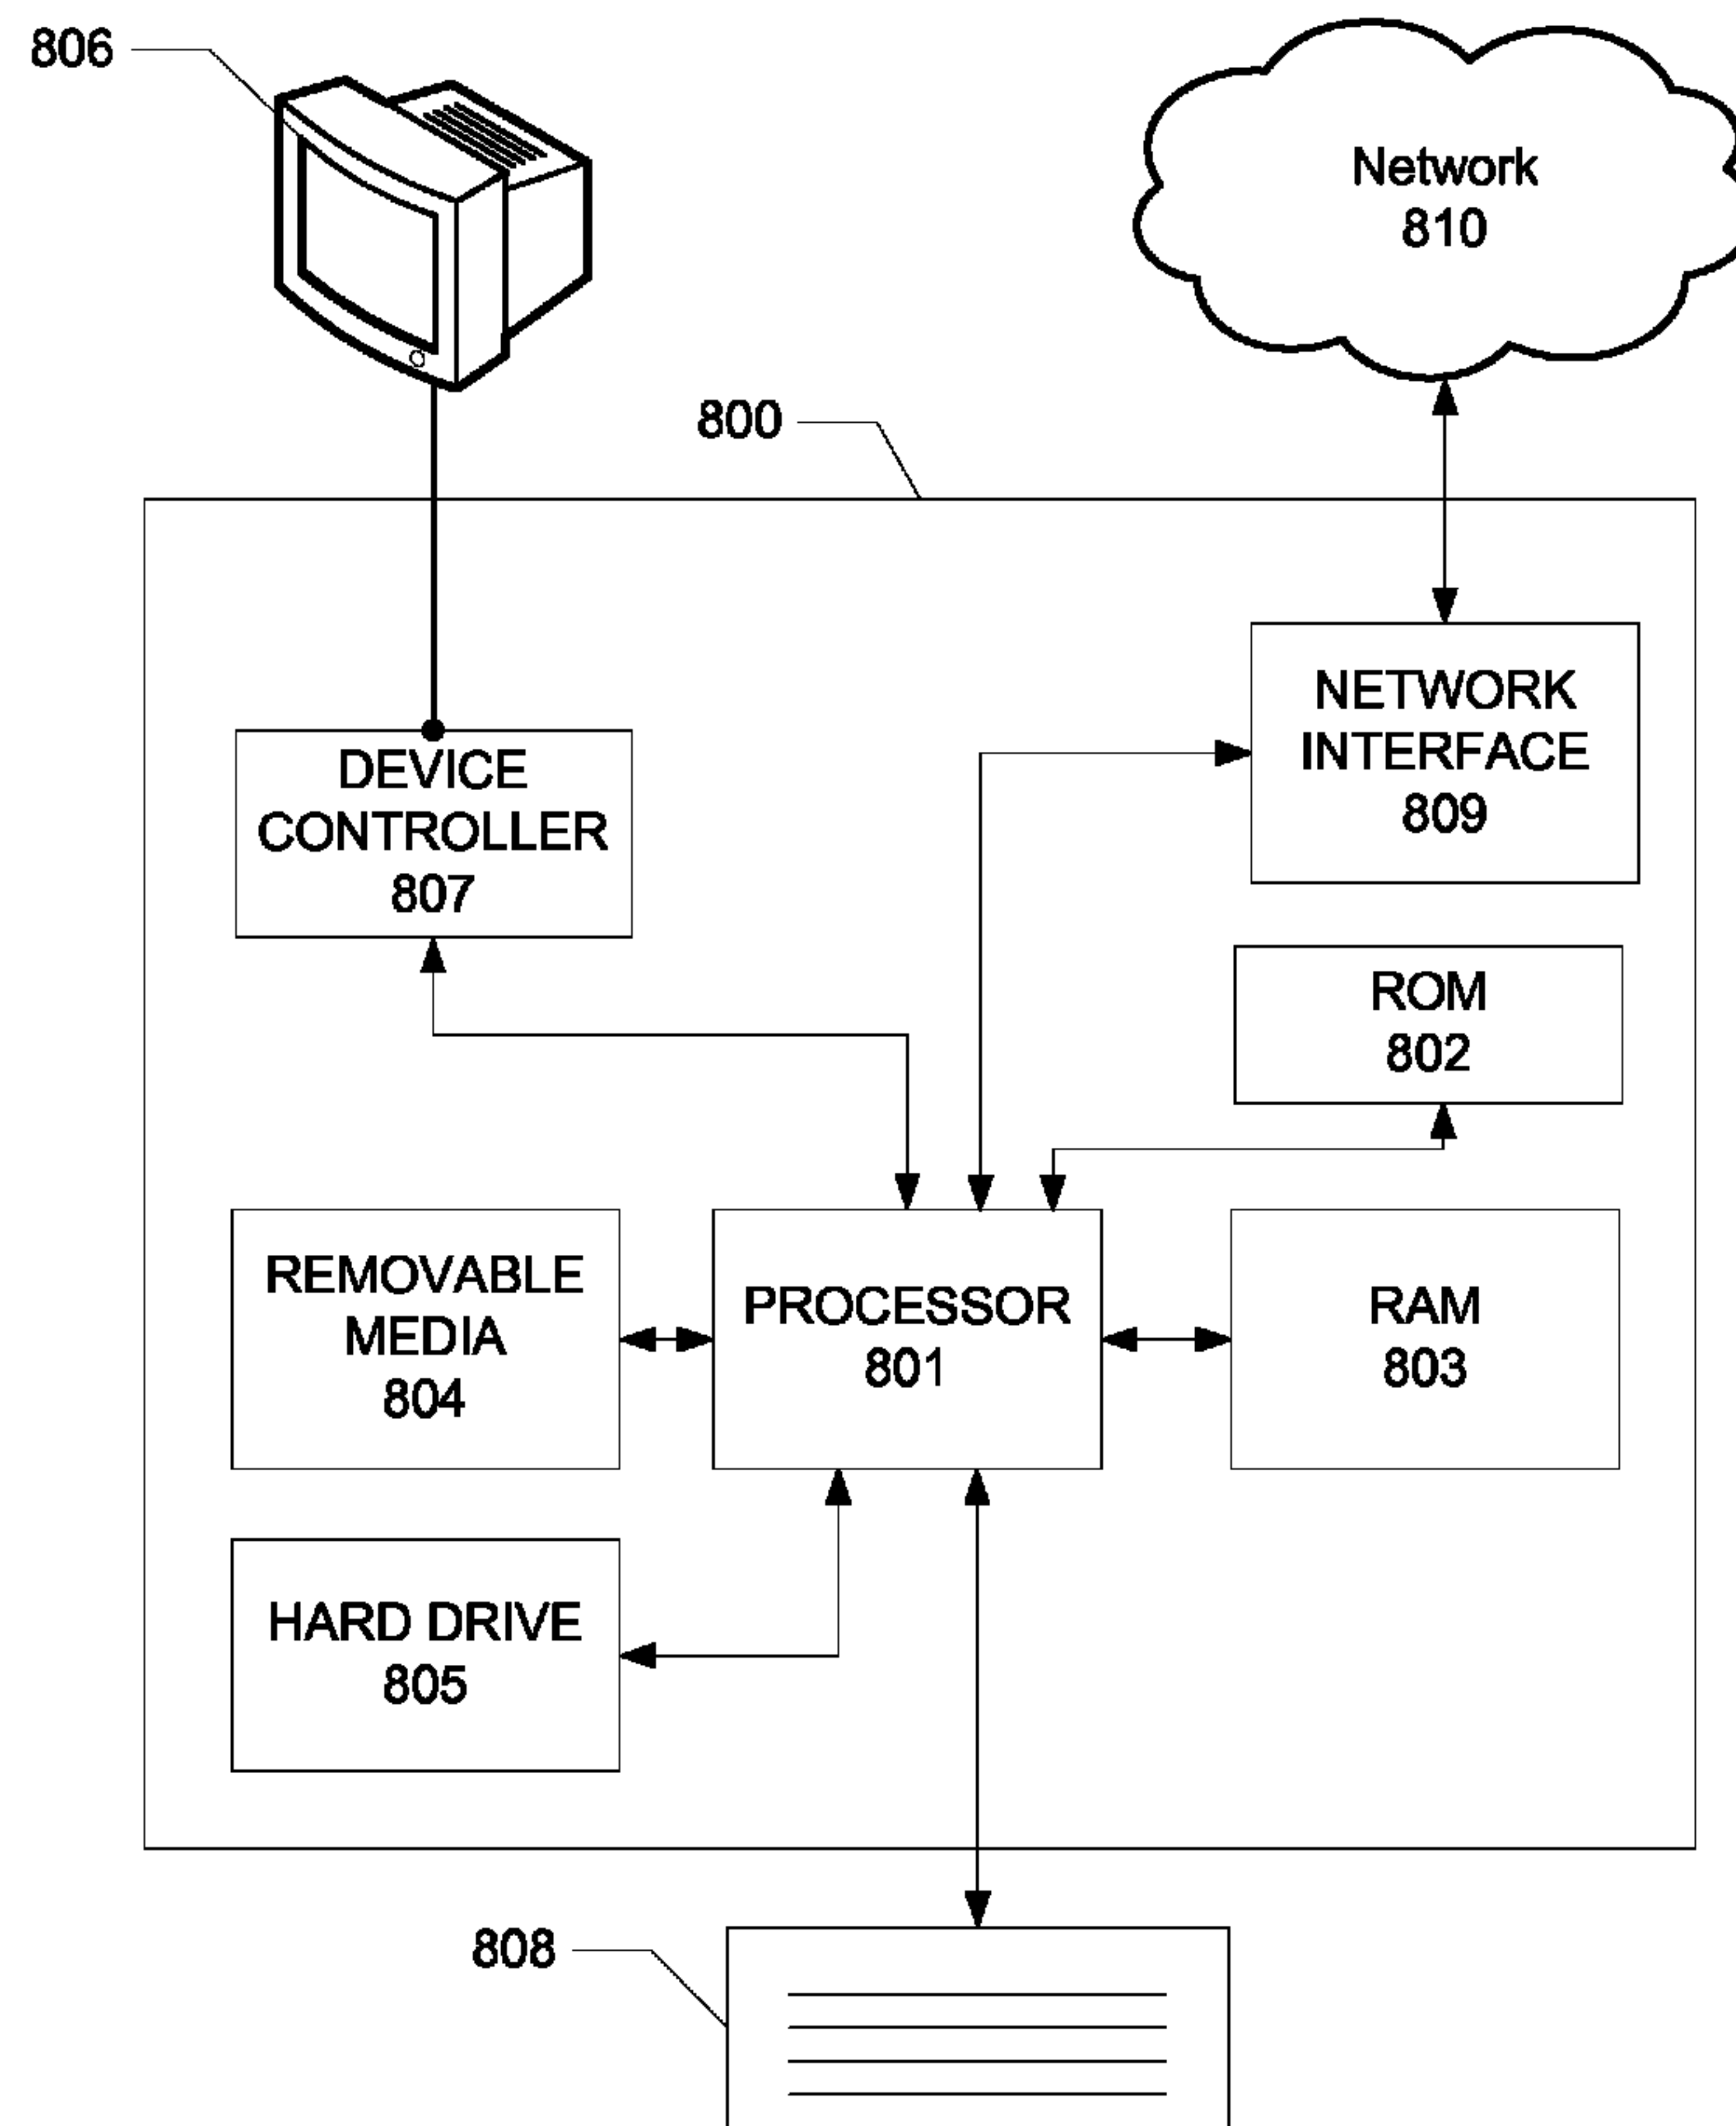 806
Network
810
800
NETWORK
INTERFACE
809
DEVICE
CONTROLLER
807
ROM
802
REMOVABLE
MEDIA
804
PROCESSOR
801
RAM
803
HARD DRIVE
805
808